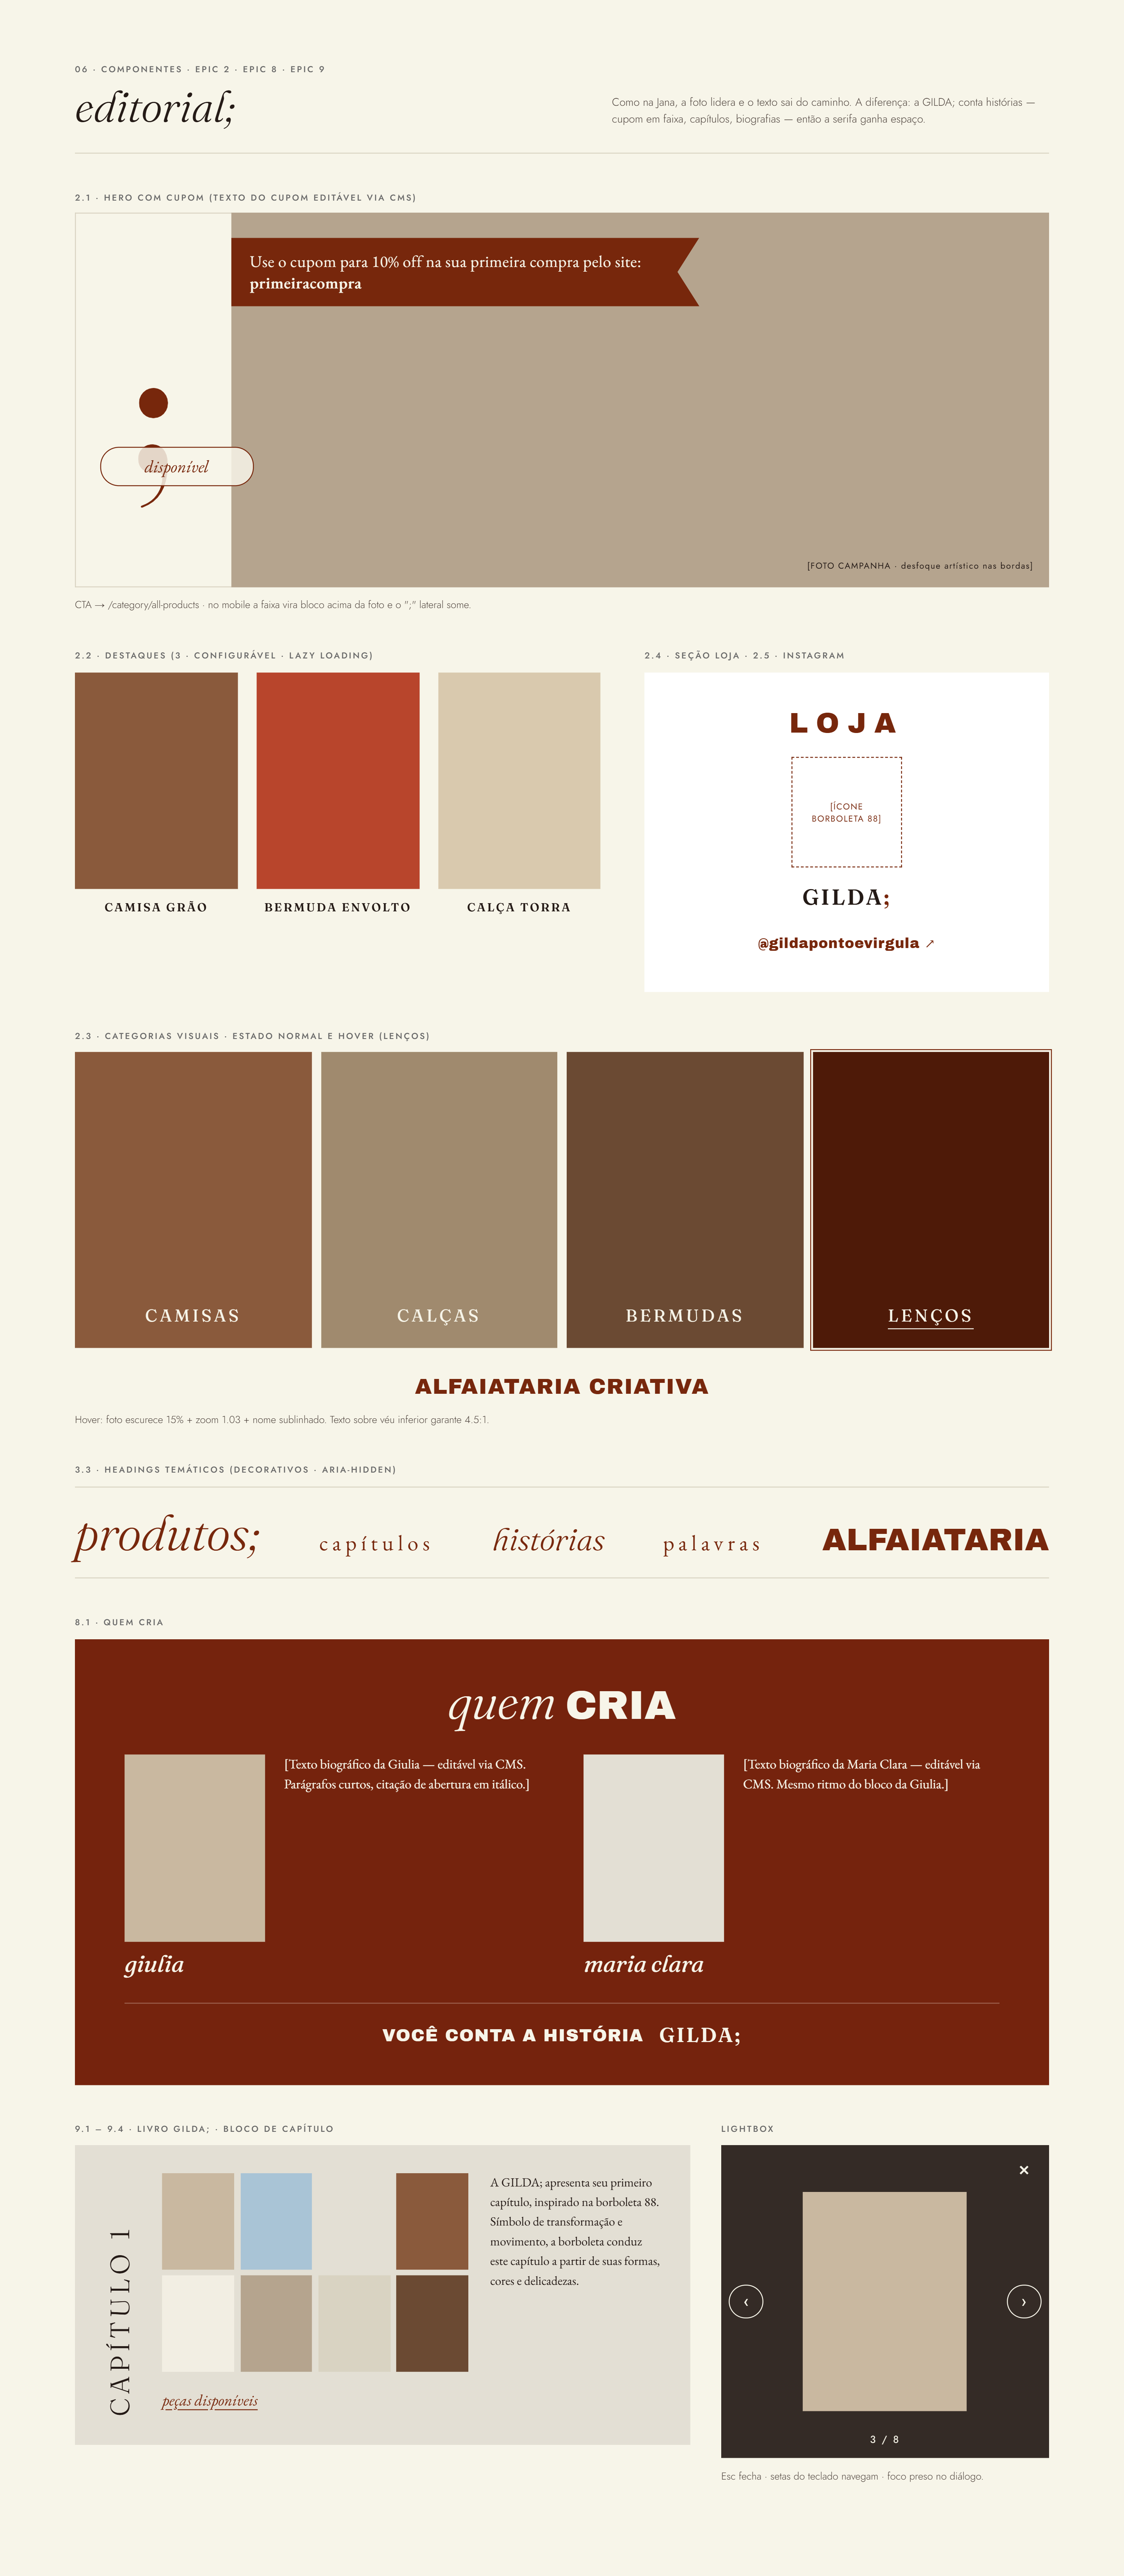 06 · COMPONENTES · EPIC 2 · EPIC 8 · EPIC 9
editorial;
Como na Jana, a foto lidera e o texto sai do caminho. A diferença: a GILDA; conta histórias —
cupom em faixa, capítulos, biografias — então a serifa ganha espaço.
2.1 · HERO COM CUPOM (TEXTO DO CUPOM EDITÁVEL VIA CMS)
Use o cupom para 10% off na sua primeira compra pelo site:
primeiracompra
;
disponível
[FOTO CAMPANHA · desfoque artístico nas bordas]
CTA → /category/all-products · no mobile a faixa vira bloco acima da foto e o ";" lateral some.
2.2 · DESTAQUES (3 · CONFIGURÁVEL · LAZY LOADING)
CAMISA GRÃO
BERMUDA ENVOLTO
CALÇA TORRA
2.4 · SEÇÃO LOJA · 2.5 · INSTAGRAM
LOJA
[ÍCONE
BORBOLETA 88]
GILDA;
@gildapontoevirgula ↗
2.3 · CATEGORIAS VISUAIS · ESTADO NORMAL E HOVER (LENÇOS)
CAMISAS
CALÇAS
BERMUDAS
LENÇOS
ALFAIATARIA CRIATIVA
Hover: foto escurece 15% + zoom 1.03 + nome sublinhado. Texto sobre véu inferior garante 4.5:1.
3.3 · HEADINGS TEMÁTICOS (DECORATIVOS · ARIA-HIDDEN)
produtos;
capítulos
histórias
palavras
ALFAIATARIA
8.1 · QUEM CRIA
quem CRIA
[Texto biográfico da Giulia — editável via CMS.
Parágrafos curtos, citação de abertura em itálico.]
giulia
[Texto biográfico da Maria Clara — editável via
CMS. Mesmo ritmo do bloco da Giulia.]
maria clara
VOCÊ CONTA A HISTÓRIA GILDA;
9.1 – 9.4 · LIVRO GILDA; · BLOCO DE CAPÍTULO
CAPÍTULO 1
A GILDA; apresenta seu primeiro
capítulo, inspirado na borboleta 88.
Símbolo de transformação e
movimento, a borboleta conduz
este capítulo a partir de suas formas,
cores e delicadezas.
peças disponíveis
LIGHTBOX
✕
‹
›
3 / 8
Esc fecha · setas do teclado navegam · foco preso no diálogo.